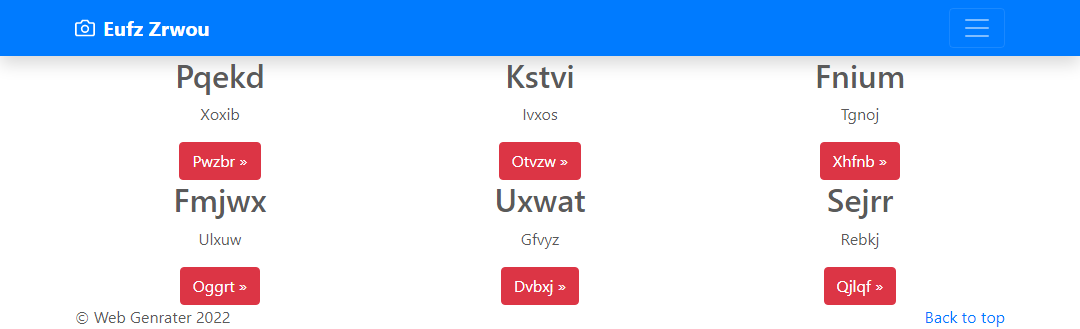 Eufz Zrwou
Pqekd Kstvi Fnium
Xoxib Ivxos Tgnoj
Pwzbr » Otvzw » Xhfnb »
Fmjwx Uxwat Sejrr
Ulxuw Gfvyz Rebkj
Oggrt » Dvbxj » Qjlqf »
© Web Genrater 2022 Back to top